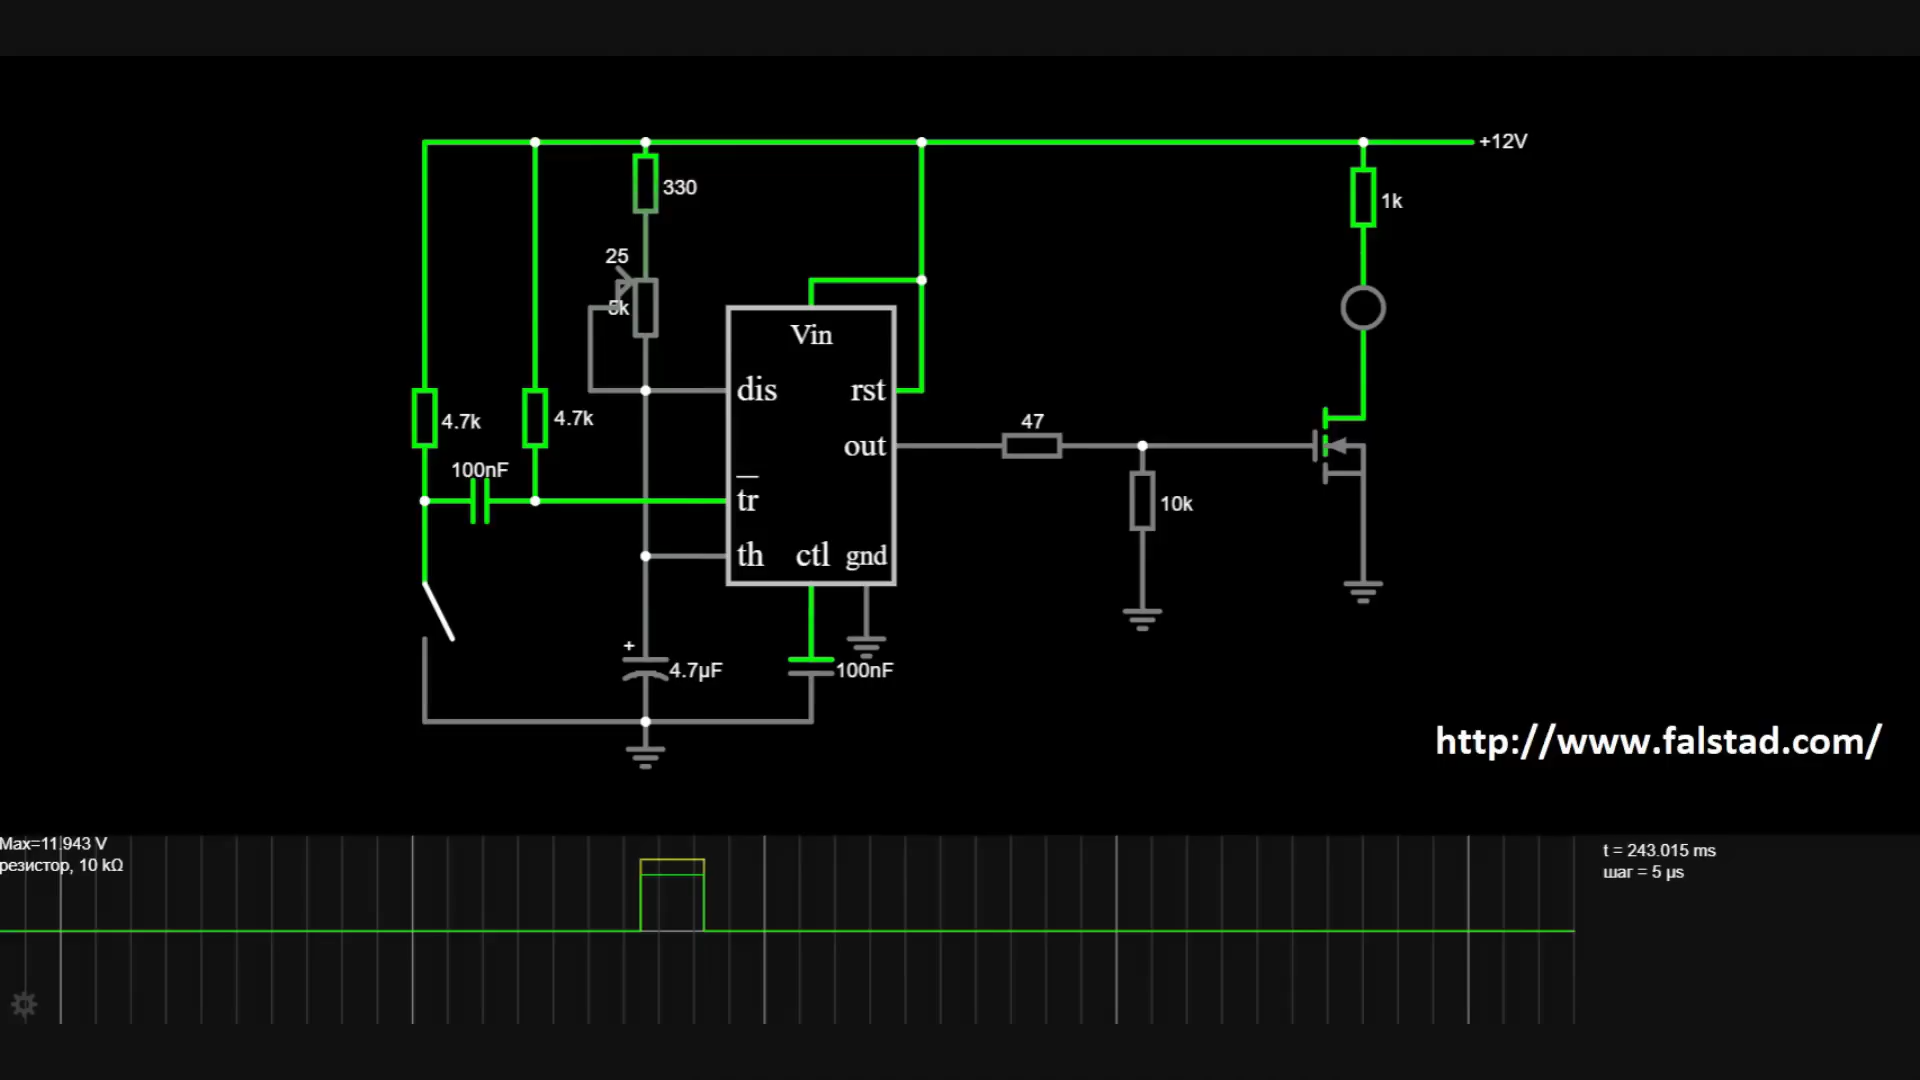 +12V
330
1k
25
5k
Vin
dis
rst
4.7k
4.7k
47
out
100nF
tr
10k
th
ctl
gnd
+
4.7μF
100nF
http://www.falstad.com/
Max=11.943 V
резистор, 10 kΩ
t = 243.015 ms
шаг = 5 μs